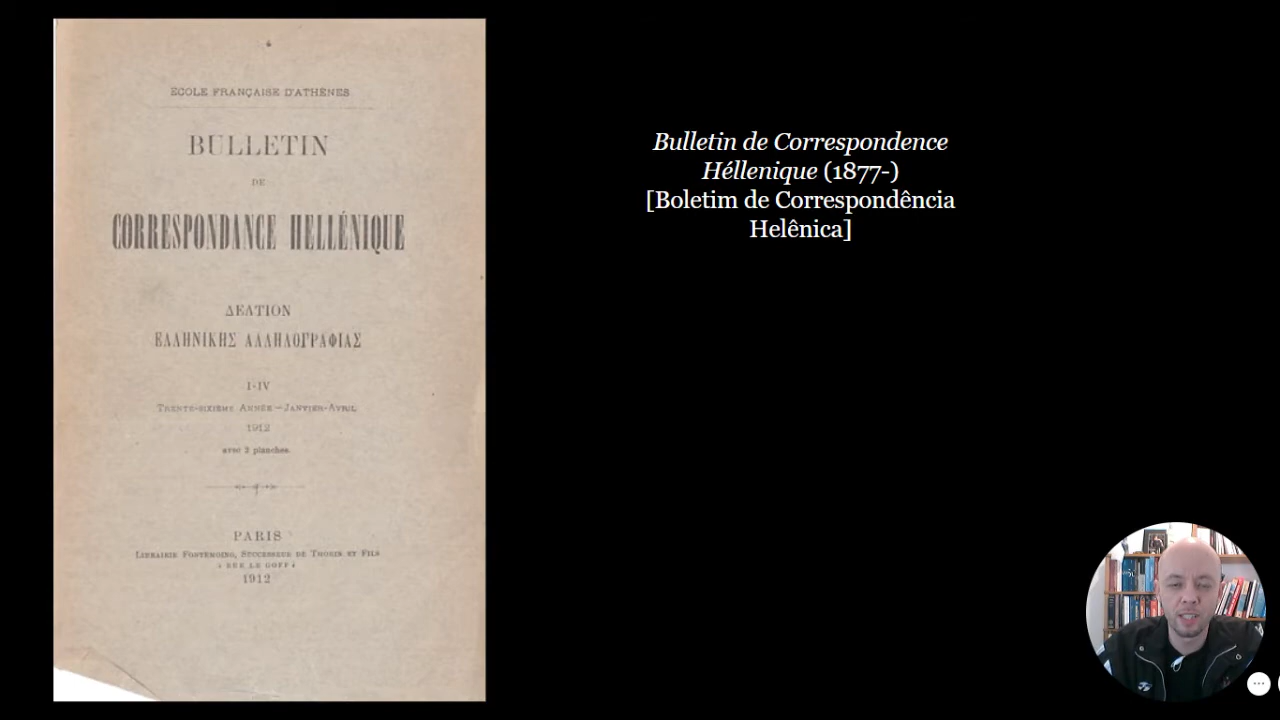 ÉCOLE FRANÇAISE D'ATHÈNES
BULLETIN
DE
CORRESPONDANCE HELLÉNIQUE
ΔΕΛΤΙΟΝ
ΕΛΛΗΝΙΚΗΣ ΑΛΛΗΛΟΓΡΑΦΙΑΣ
I-IV
TRENTE-SIXIÈME ANNÉE—JANVIER-AVRIL
1912
avec 2 planches.
PARIS
LIBRAIRIE FONTEMOING, SUCCESSEUR DE THORIN ET FILS
4 RUE LE GOFF 4
1912
Bulletin de Correspondence
Héllenique (1877-)
[Boletim de Correspondência
Helênica]